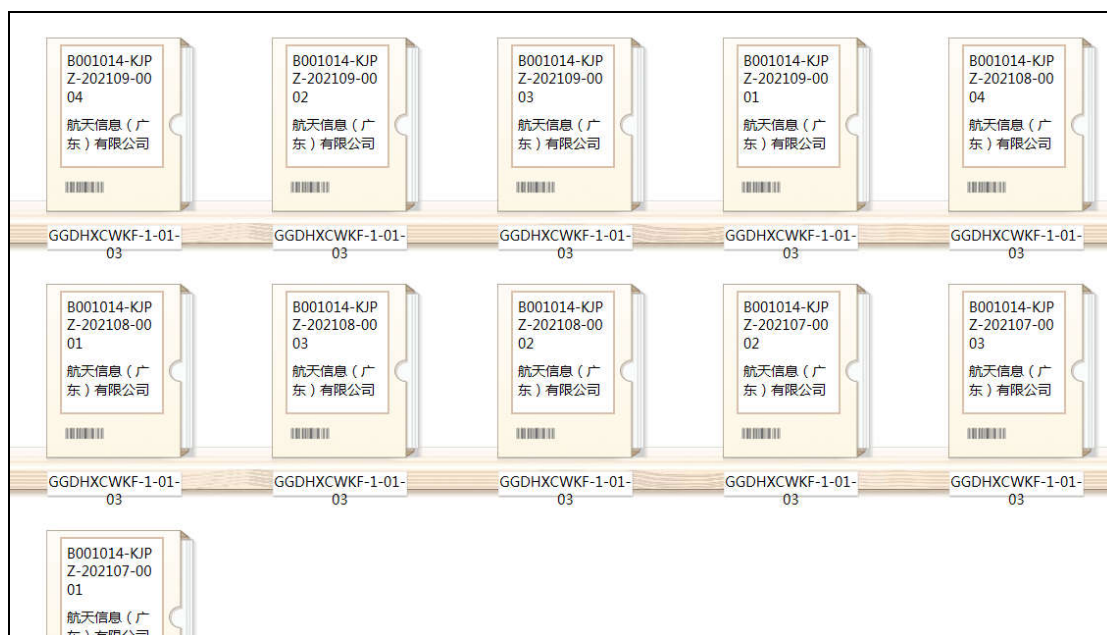 B001014-KJP
Z-202109-00
04
航天信息（广
东）有限公司
GGDHXCWKF-1-01-
03
B001014-KJP
Z-202109-00
02
航天信息（广
东）有限公司
GGDHXCWKF-1-01-
03
B001014-KJP
Z-202109-00
03
航天信息（广
东）有限公司
GGDHXCWKF-1-01-
03
B001014-KJP
Z-202109-00
01
航天信息（广
东）有限公司
GGDHXCWKF-1-01-
03
B001014-KJP
Z-202108-00
04
航天信息（广
东）有限公司
GGDHXCWKF-1-01-
03
B001014-KJP
Z-202108-00
01
航天信息（广
东）有限公司
GGDHXCWKF-1-01-
03
B001014-KJP
Z-202108-00
03
航天信息（广
东）有限公司
GGDHXCWKF-1-01-
03
B001014-KJP
Z-202108-00
02
航天信息（广
东）有限公司
GGDHXCWKF-1-01-
03
B001014-KJP
Z-202107-00
02
航天信息（广
东）有限公司
GGDHXCWKF-1-01-
03
B001014-KJP
Z-202107-00
03
航天信息（广
东）有限公司
GGDHXCWKF-1-01-
03
B001014-KJP
Z-202107-00
01
航天信息（广
东）有限公司